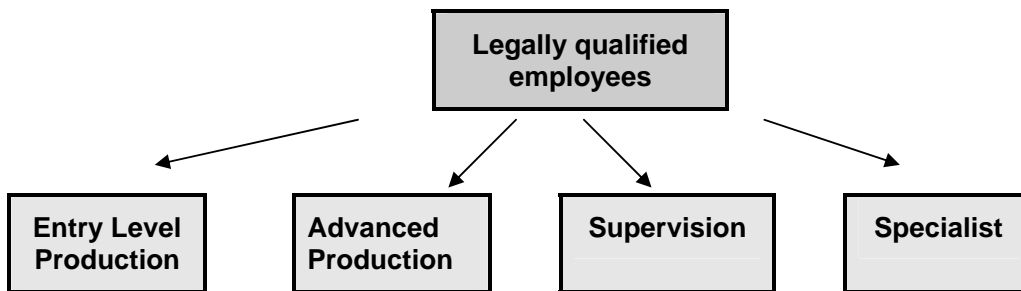 Legally qualified
employees
Entry Level
Production
Advanced
Production
Supervision
Specialist